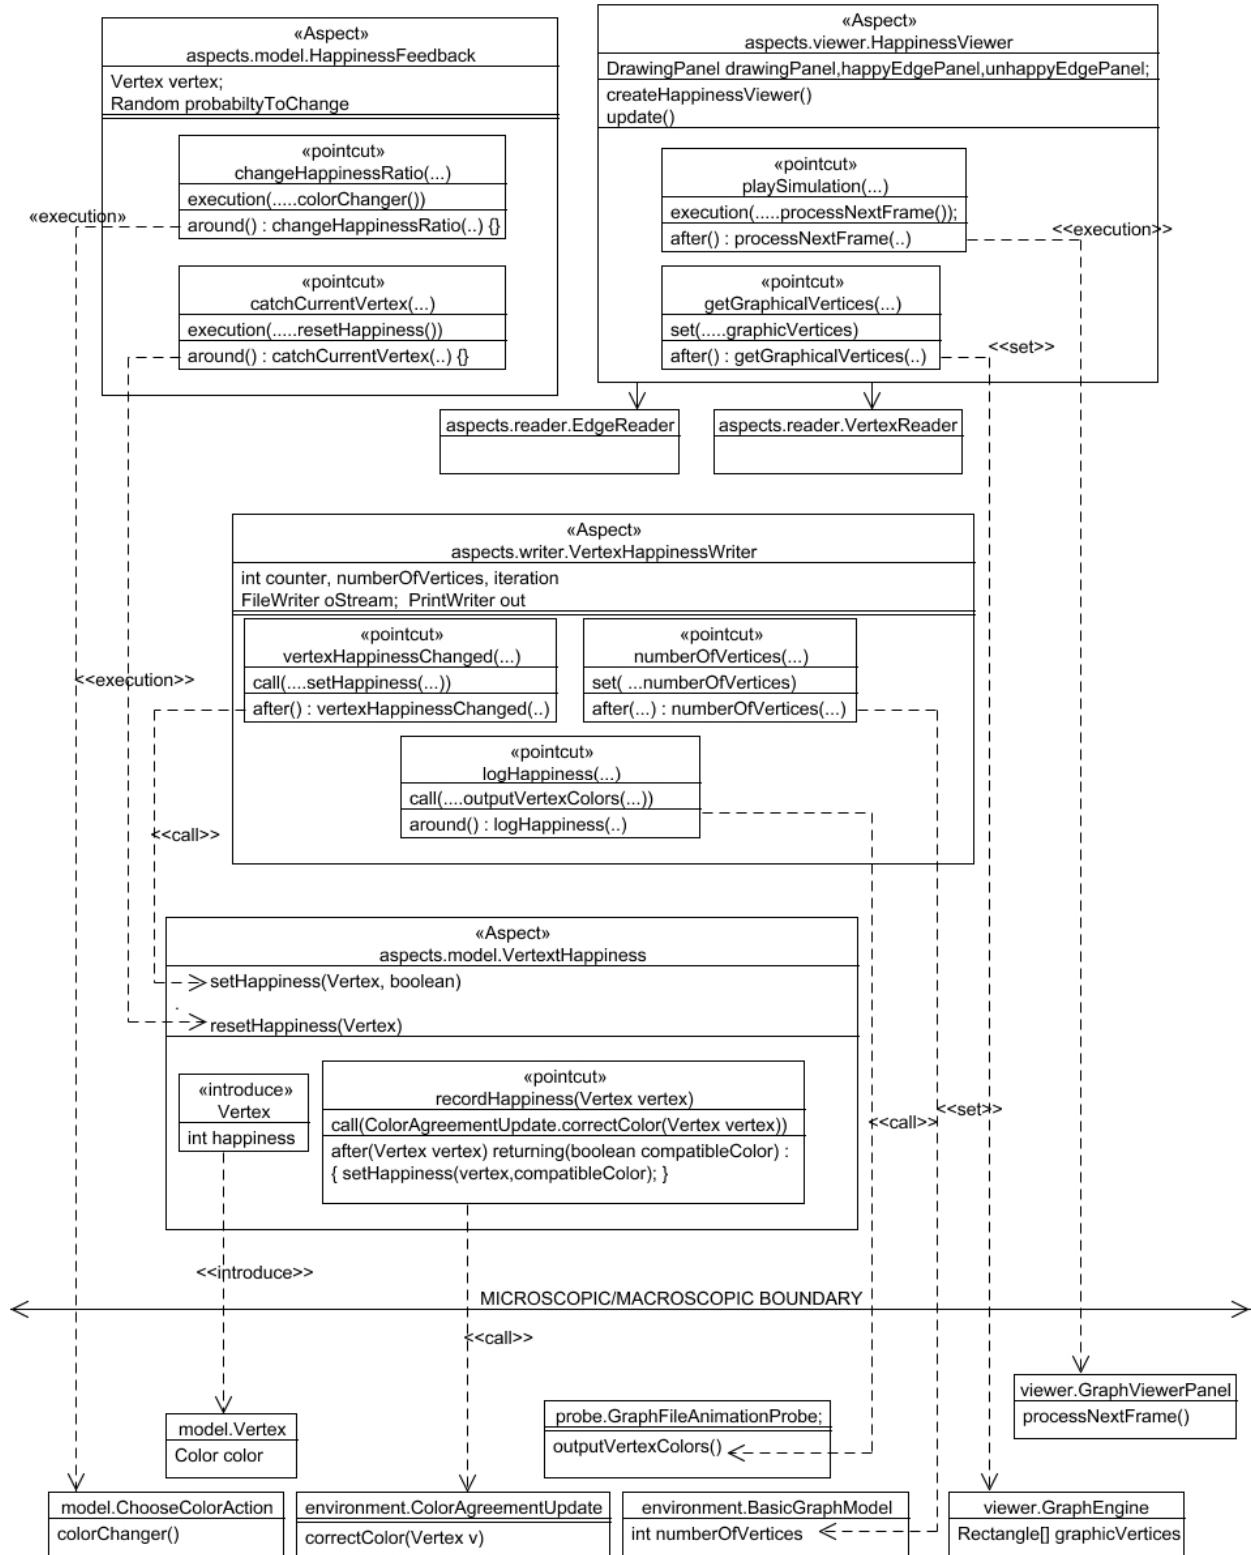 «Aspect»
aspects.model.HappinessFeedback
Vertex vertex;
Random probabiltyToChange
«pointcut»
changeHappinessRatio(...)
execution(.....colorChanger())
around() : changeHappinessRatio(..) {}
«execution»
«pointcut»
catchCurrentVertex(...)
execution(.....resetHappiness())
around() : catchCurrentVertex(..) {}
«Aspect»
aspects.viewer.HappinessViewer
DrawingPanel drawingPanel,happyEdgePanel,unhappyEdgePanel;
createHappinessViewer()
update()
«pointcut»
playSimulation(...)
execution(.....processNextFrame());
after() : processNextFrame(..)
<<execution>>
«pointcut»
getGraphicalVertices(...)
set(.....graphicVertices)
after() : getGraphicalVertices(..)
<<set>>
aspects.reader.EdgeReader
aspects.reader.VertexReader
«Aspect»
aspects.writer.VertexHappinessWriter
int counter, numberOfVertices, iteration
FileWriter oStream;  PrintWriter out
«pointcut»
vertexHappinessChanged(...)
call(....setHappiness(...))
after() : vertexHappinessChanged(..)
<<execution>>
«pointcut»
numberOfVertices(...)
set( ...numberOfVertices)
after(...) : numberOfVertices(...)
«pointcut»
logHappiness(...)
call(....outputVertexColors(...))
around() : logHappiness(..)
<<call>>
«Aspect»
aspects.model.VertextHappiness
setHappiness(Vertex, boolean)
.
resetHappiness(Vertex)
«introduce»
Vertex
int happiness
«pointcut»
recordHappiness(Vertex vertex)
call(ColorAgreementUpdate.correctColor(Vertex vertex))
after(Vertex vertex) returning(boolean compatibleColor) :
{ setHappiness(vertex,compatibleColor); }
<<call>>
<<set>>
<<introduce>>
MICROSCOPIC/MACROSCOPIC BOUNDARY
<<call>>
viewer.GraphViewerPanel
processNextFrame()
model.Vertex
Color color
probe.GraphFileAnimationProbe;
outputVertexColors()
model.ChooseColorAction
colorChanger()
environment.ColorAgreementUpdate
correctColor(Vertex v)
environment.BasicGraphModel
int numberOfVertices
viewer.GraphEngine
Rectangle[] graphicVertices